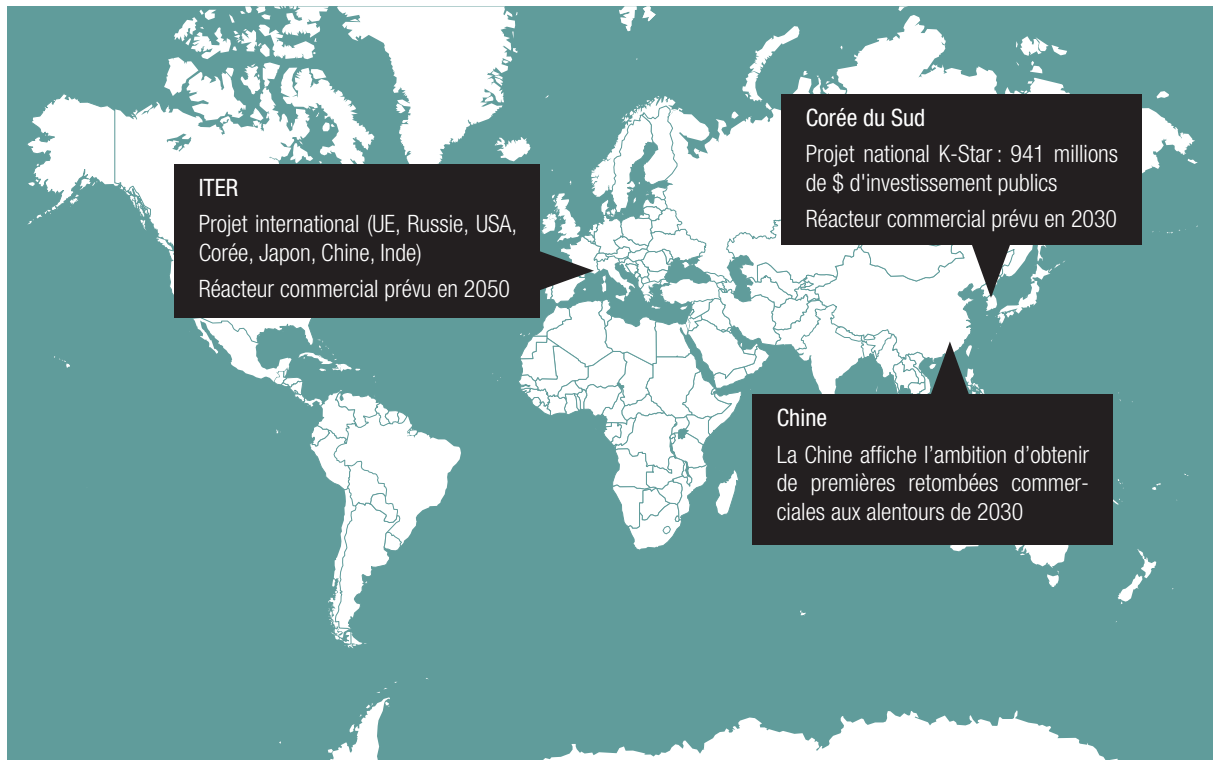 ITER
Projet international (UE, Russie, USA,
Corée, Japon, Chine, Inde)
Réacteur commercial prévu en 2050
Corée du Sud
Projet national K-Star : 941 millions
de $ d'investissement publics
Réacteur commercial prévu en 2030
Chine
La Chine affiche l’ambition d’obtenir
de premières retombées commer-
ciales aux alentours de 2030